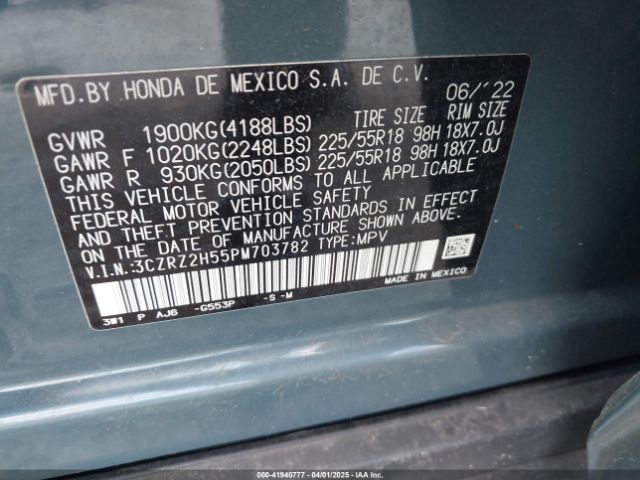 MFD.BY HONDA DE MEXICO S.A. DE C.V. 06/'22
TIRE SIZE RIM SIZE
GVWR 1900KG(4188LBS)
GAWR F 1020KG(2248LBS) 225/55R18 98H 18X7.0J
GAWR R 930KG(2050LBS) 225/55R18 98H 18X7.0J
THIS VEHICLE CONFORMS TO ALL APPLICABLE
FEDERAL MOTOR VEHICLE SAFETY
AND THEFT PREVENTION STANDARDS IN EFFECT
ON THE DATE OF MANUFACTURE SHOWN ABOVE.
V.I.N.:3CZRZ2H55PM703782 TYPE:MPV
3W1 P AJ6 -G553P -S-M MADE IN MEXICO
000-41940777 - 04/01/2025 - IAAI.com